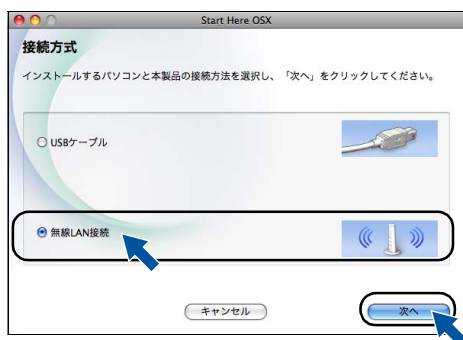 Start Here OSX
接続方式
インストールするパソコンと本製品の接続方法を選択し、「次へ」をクリックしてください。
USBケーブル
無線LAN接続
キャンセル
次へ